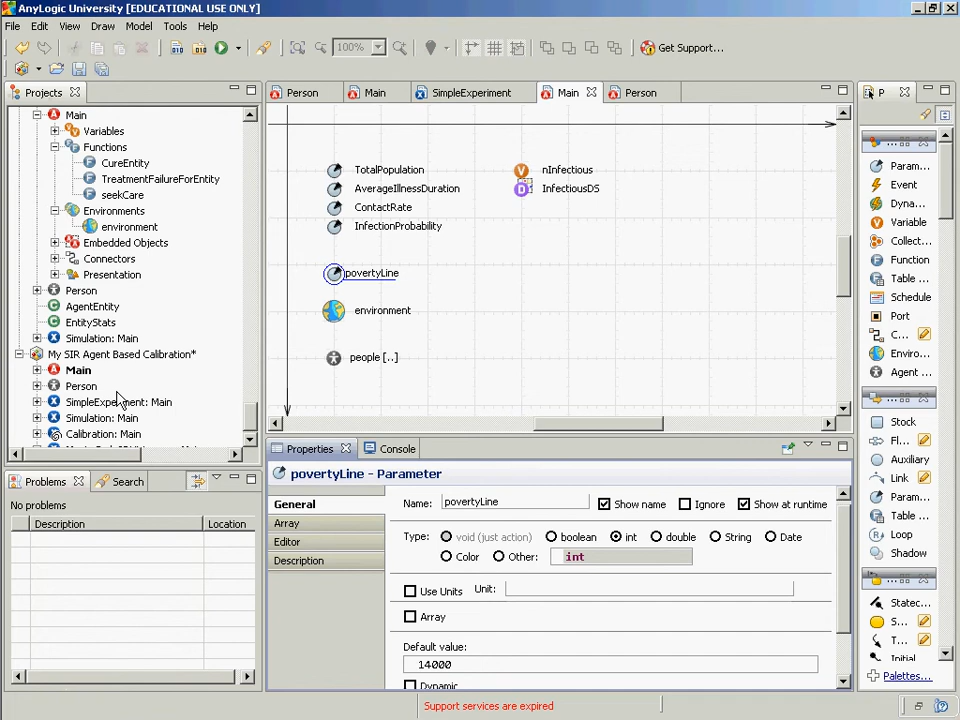 AnyLogic University [EDUCATIONAL USE ONLY]
File Edit View Draw Model Tools Help
100% Get Support...
Projects
Person Main SimpleExperiment Main Person
P
Main
Variables
Functions
CureEntity
TreatmentFailureForEntity
seekCare
Environments
environment
Embedded Objects
Connectors
Presentation
Person
AgentEntity
EntityStats
Simulation: Main
My SIR Agent Based Calibration*
Main
Person
SimpleExperiment: Main
Simulation: Main
Calibration: Main
TotalPopulation
AverageIllnessDuration
ContactRate
InfectionProbability
nInfectious
InfectiousDS
povertyLine
environment
people [..]
... 
Param...
Event
Dyna...
Variable
Collect...
Function
Table ...
Schedule
Port
C...
Enviro...
Agent ...
...
Stock
Fl...
Auxiliary
Link
Param...
Table ...
Loop
Shadow
...
Statec...
S...
T...
Initial
Palettes...
Problems Search
No problems
Description Location
Properties Console
povertyLine - Parameter
General
Array
Editor
Description
Name: povertyLine Show name Ignore Show at runtime
Type: void (just action) boolean int double String Date
Color Other: int
Use Units Unit:
Array
Default value:
14000
Dynamic
Support services are expired